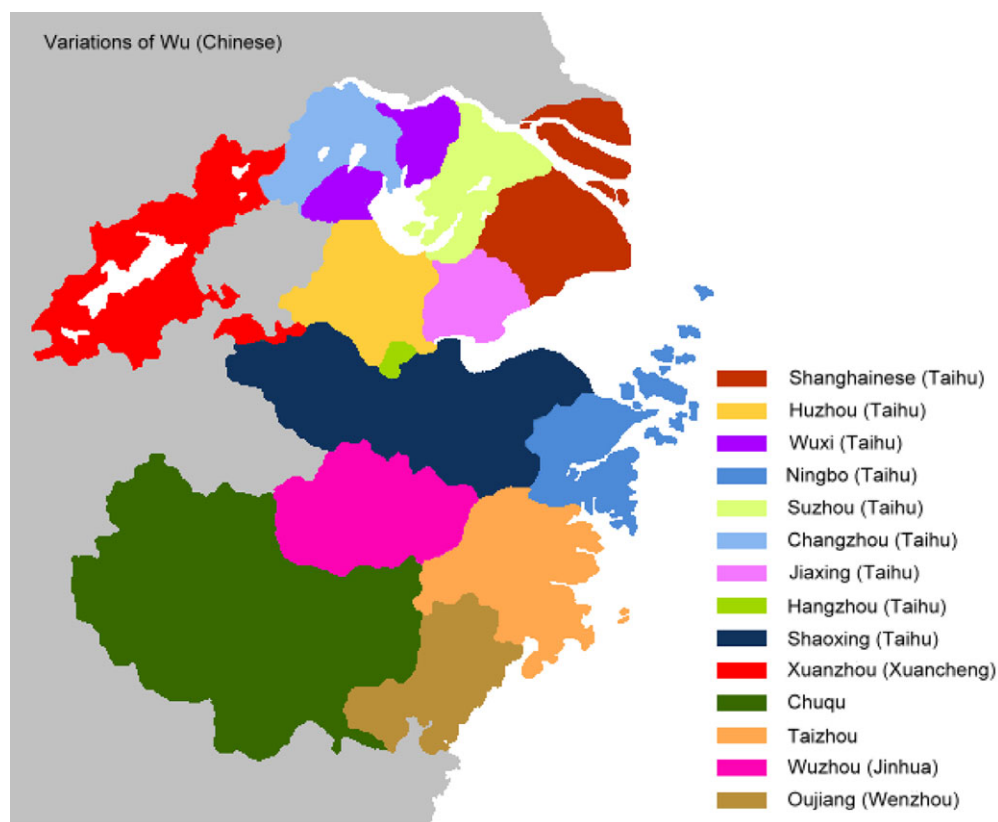 Variations of Wu (Chinese)
Shanghainese (Taihu)
Huzhou (Taihu)
Wuxi (Taihu)
Ningbo (Taihu)
Suzhou (Taihu)
Changzhou (Taihu)
Jiaxing (Taihu)
Hangzhou (Taihu)
Shaoxing (Taihu)
Xuanzhou (Xuancheng)
Chuqu
Taizhou
Wuzhou (Jinhua)
Oujiang (Wenzhou)